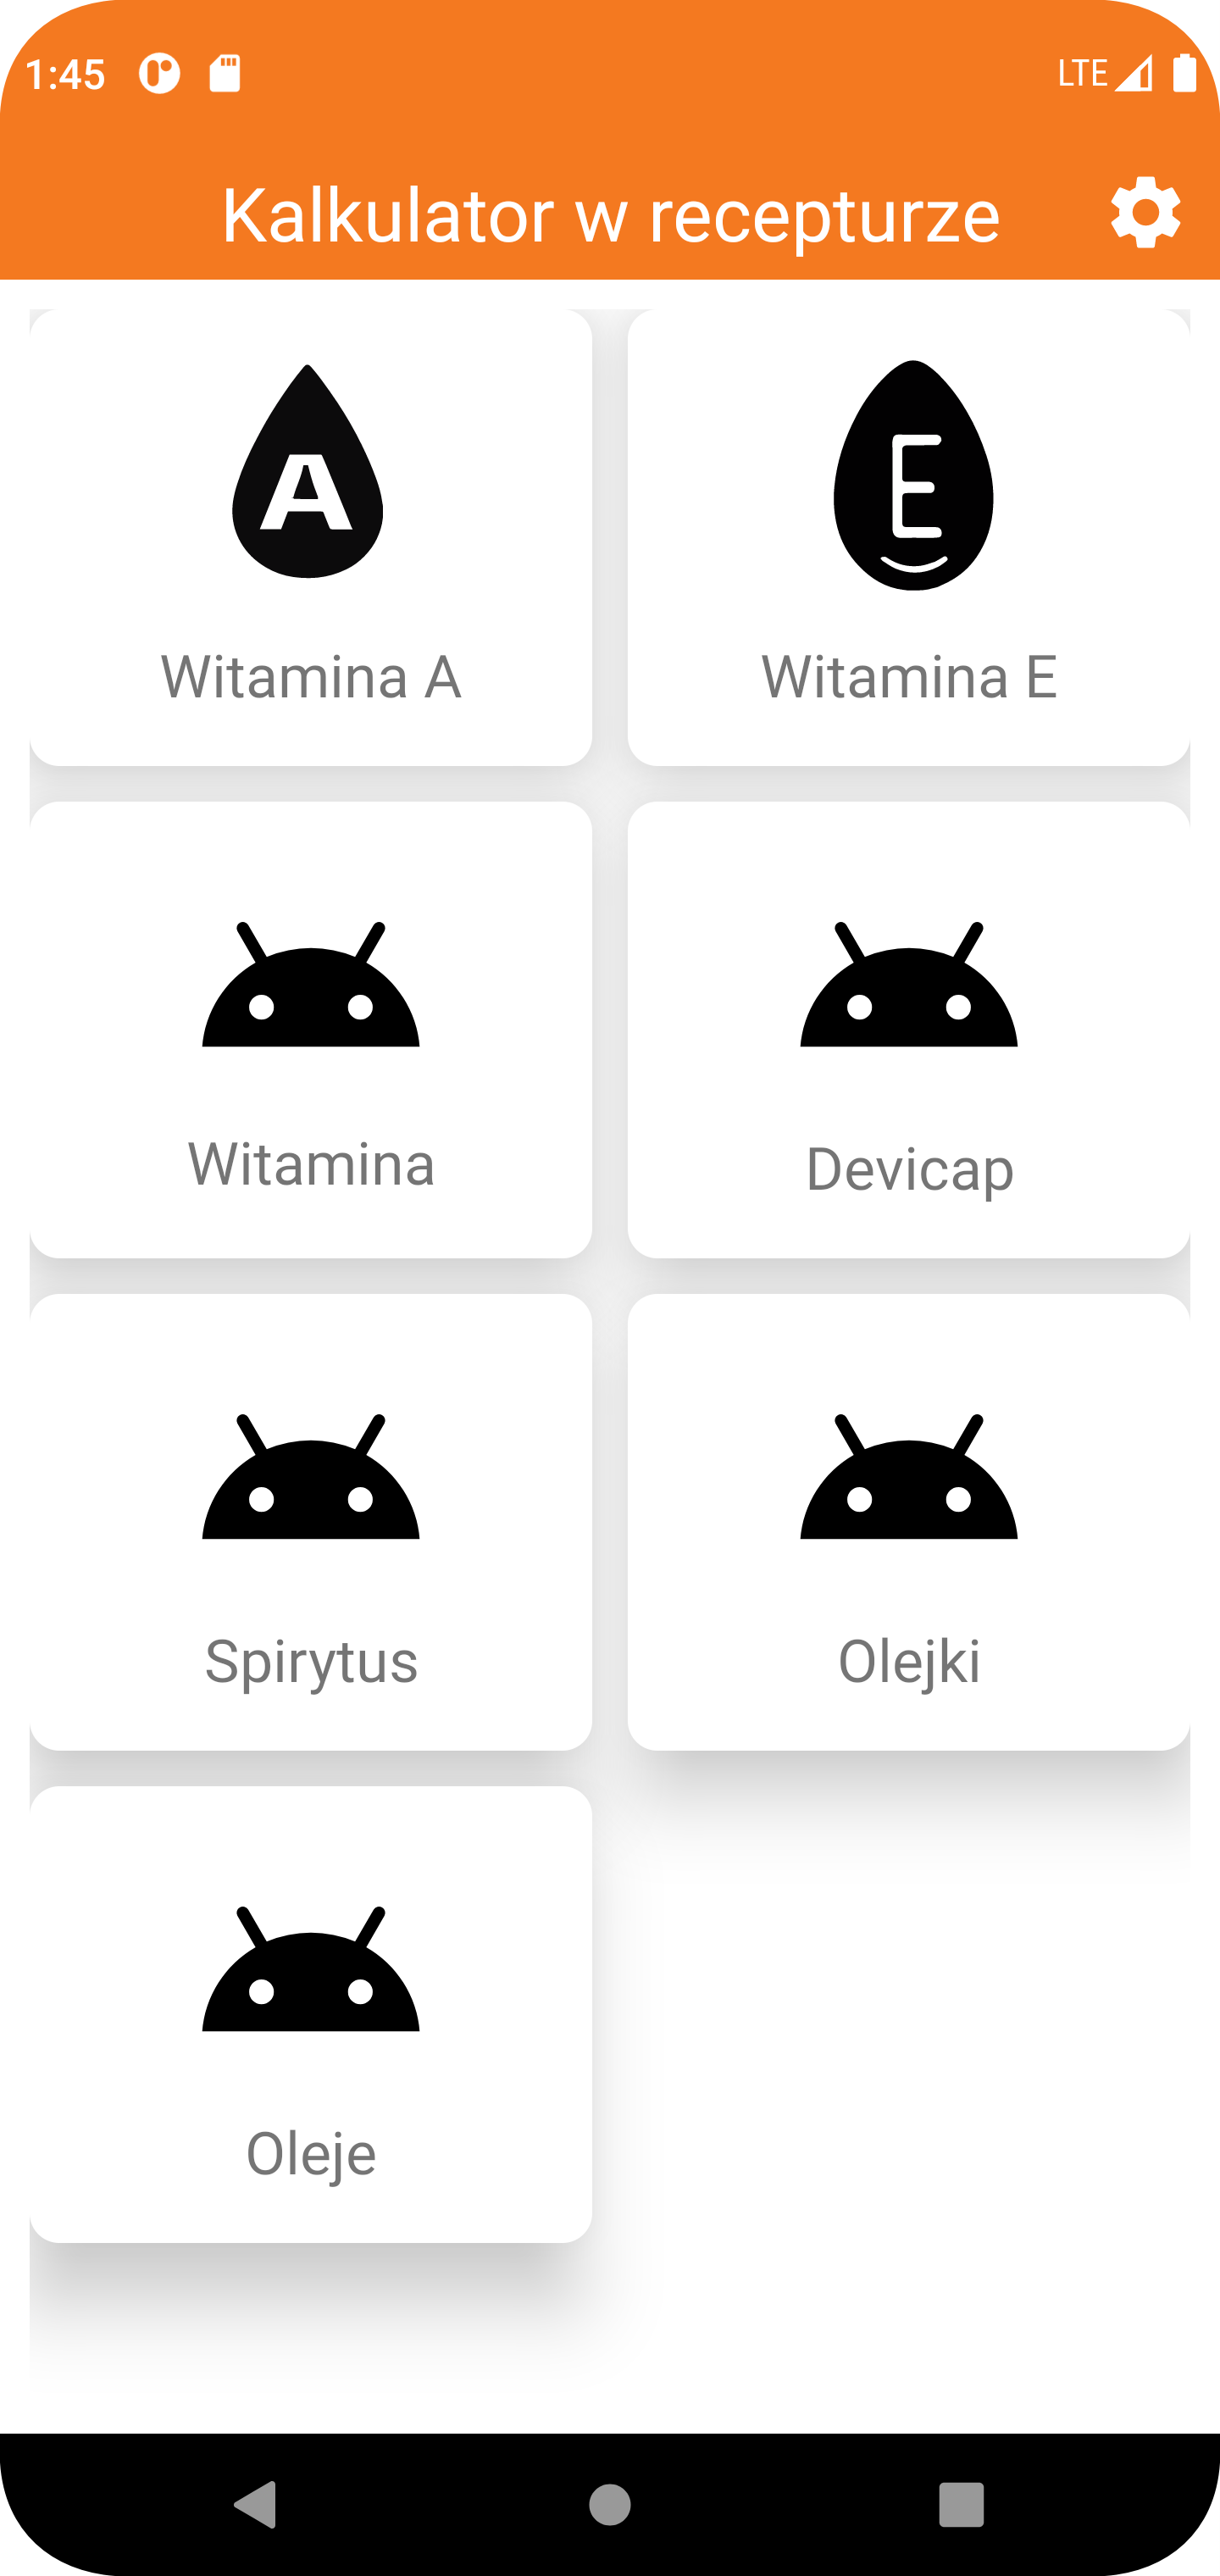 1:45 LTE
Kalkulator w recepturze
A
E
Witamina A
Witamina E
Witamina
Devicap
Spirytus
Olejki
Oleje